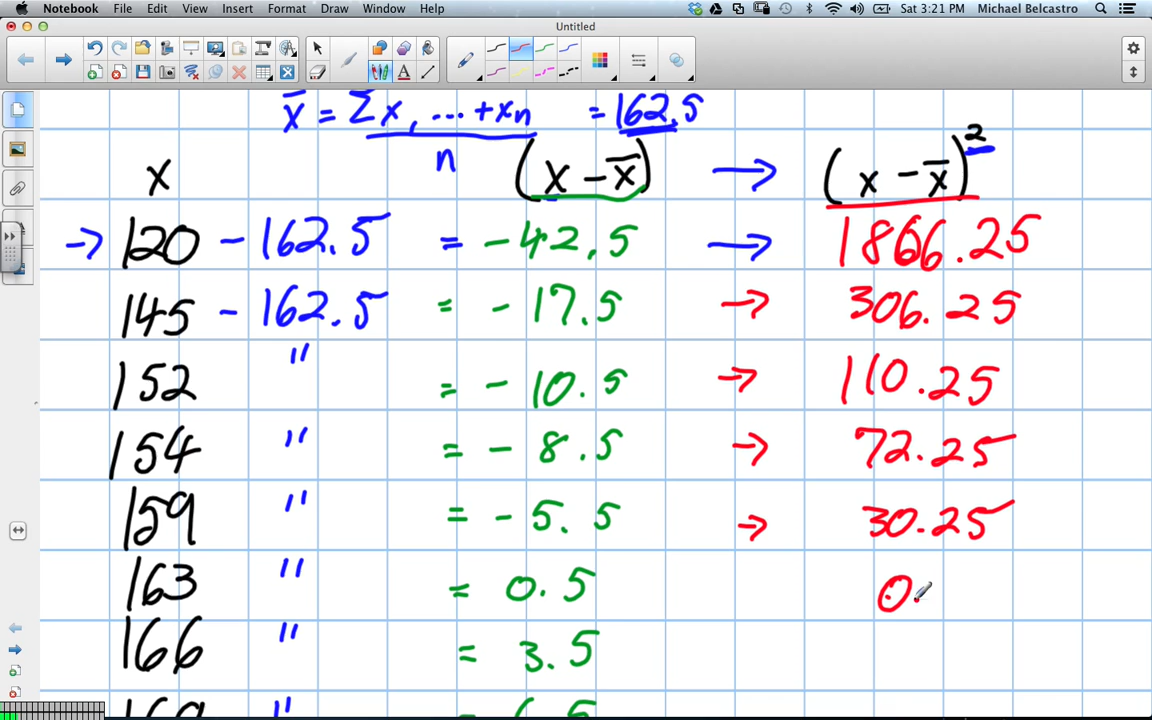 Notebook File Edit View Insert Format Draw Window Help Sat 3:21 PM Michael Belcastro
Untitled
x̄ = Σx, ... +xn = 162.5
n
x (x - x̄) → (x - x̄)²
→ 120 - 162.5 = - 42.5 → 1866.25
145 - 162.5 = - 17.5 → 306.25
152 " = - 10.5 → 110.25
154 " = - 8.5 → 72.25
159 " = - 5.5 → 30.25
163 " = 0.5 0.
166 " = 3.5